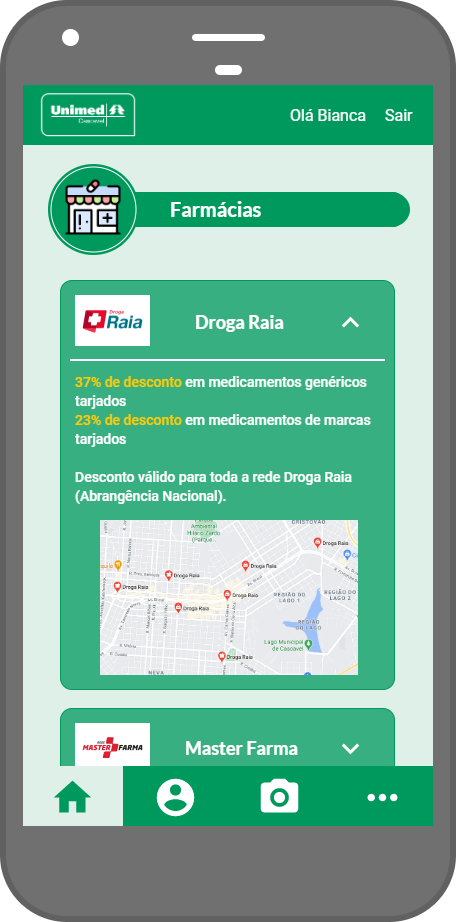 Unimed
Cascavel
Olá Bianca
Sair
Farmácias
Droga
Raia
Droga Raia
37% de desconto em medicamentos genéricos
tarjados
23% de desconto em medicamentos de marcas
tarjados
Desconto válido para toda a rede Droga Raia
(Abrangência Nacional).
CRISTOVÃO
Ambiental
(Parque
Droga Raia
Droga Raia
Droga Raia
Droga Raia
Droga Raia
REGIÃO DO
LAGO 1
REGIÃO DO
LAGO 2
Droga Raia
REGIÃO
DO LAGO
Lago Municipal
de Cascavel
Droga Raia
NEVA
MASTER FARMA
Master Farma